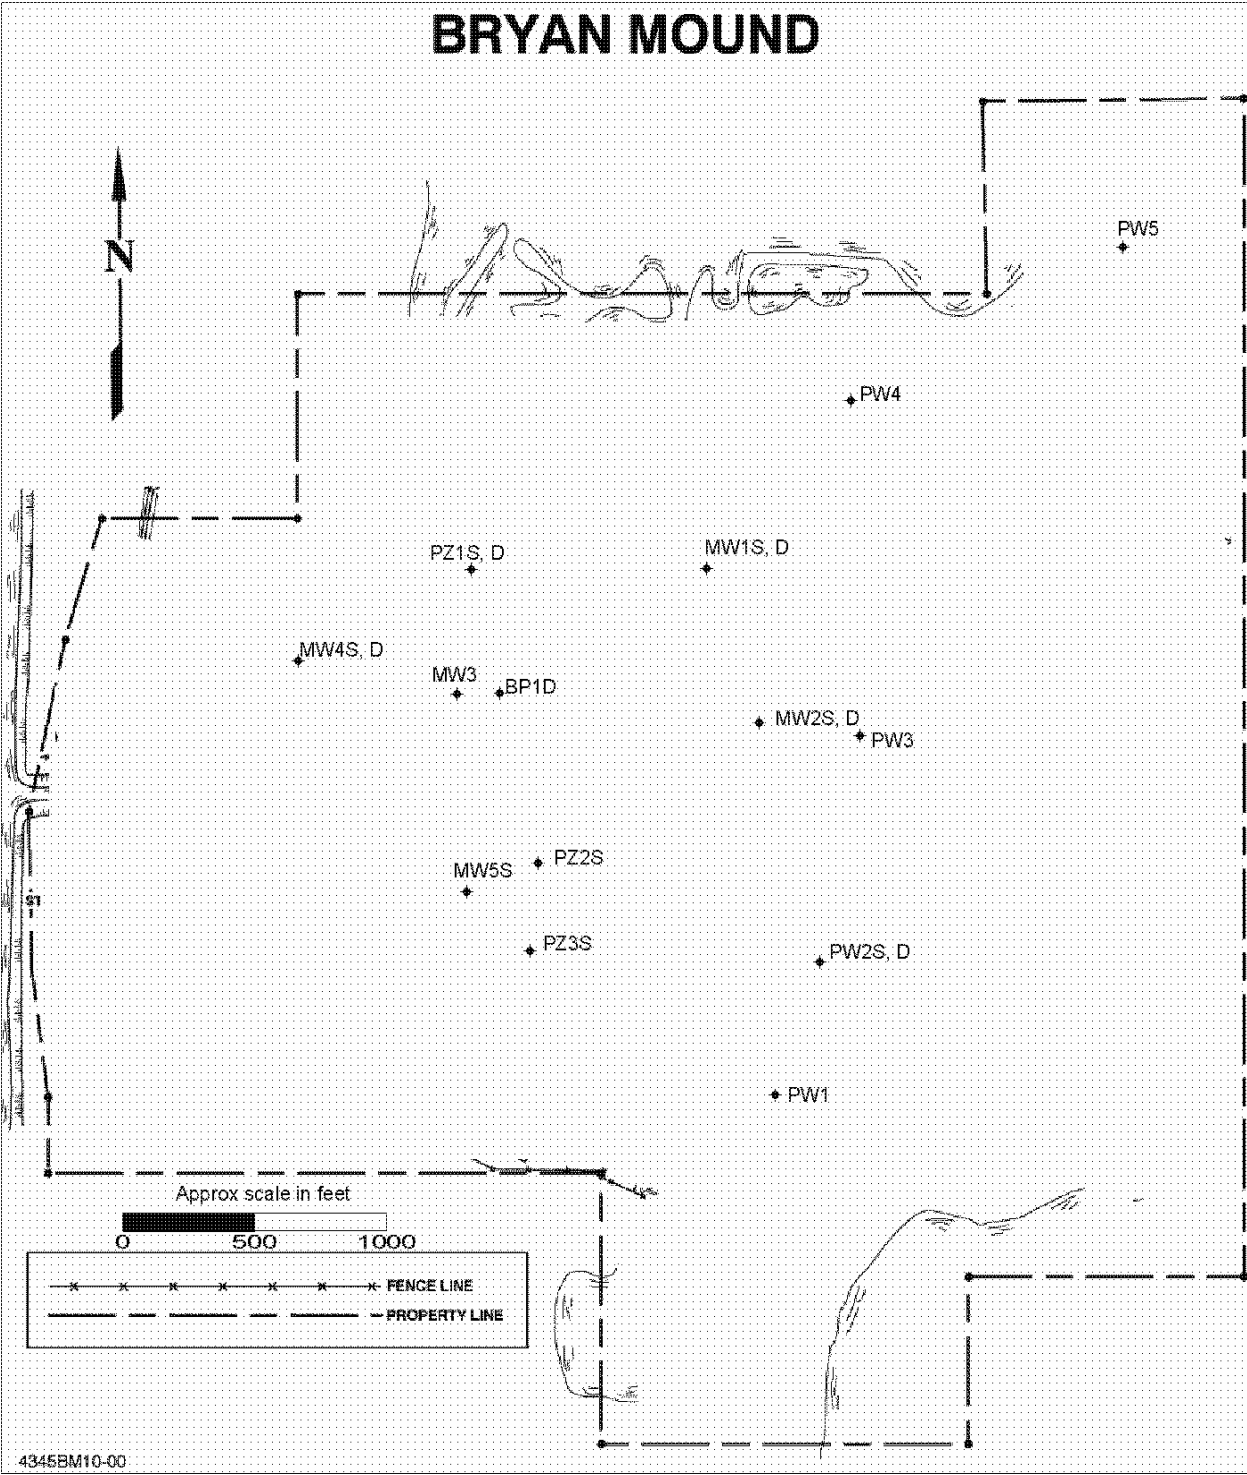 BRYAN MOUND
PW5
N
PW4
PZ1S, D
MW1S, D
MW4S, D
MW3
BP1D
MW2S, D
PW3
PZ2S
MW5S
S1
PZ3S
PW2S, D
PW1
Approx scale in feet
0 500 1000
FENCE LINE
PROPERTY LINE
4345BM10-00